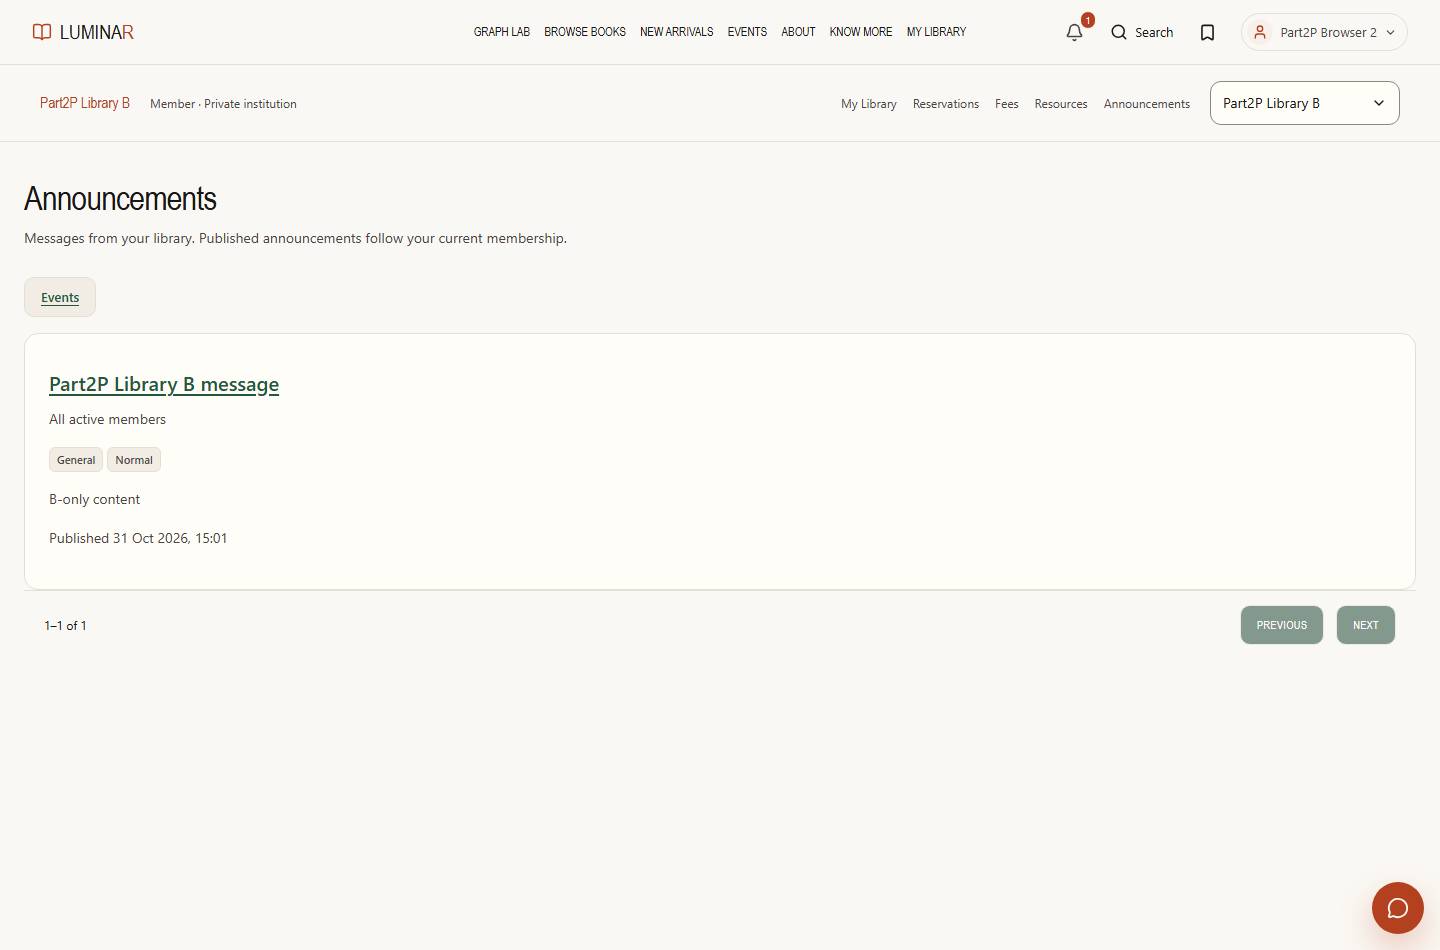 LUMINAR
GRAPH LAB BROWSE BOOKS NEW ARRIVALS EVENTS ABOUT KNOW MORE MY LIBRARY
1
Search
Part2P Browser 2
Part2P Library B
Member · Private institution
My Library Reservations Fees Resources Announcements
Part2P Library B
Announcements
Messages from your library. Published announcements follow your current membership.
Events
Part2P Library B message
All active members
General Normal
B-only content
Published 31 Oct 2026, 15:01
1–1 of 1
PREVIOUS NEXT